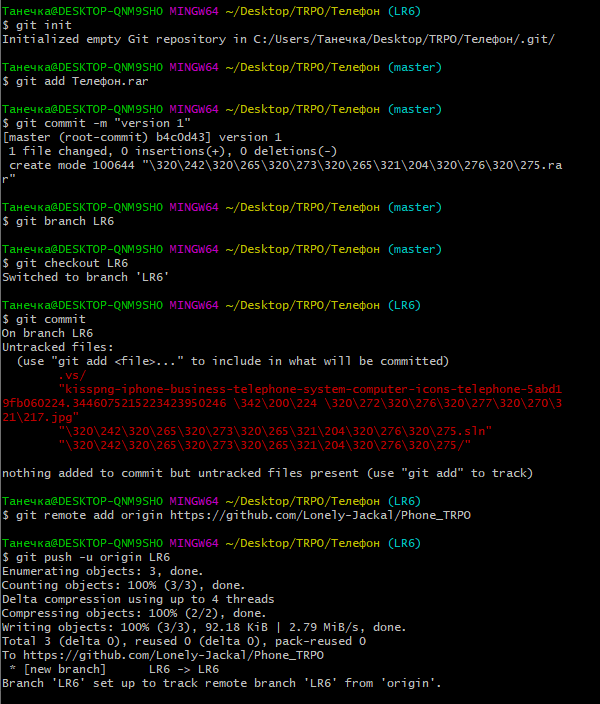 Танечка@DESKTOP-QNM9SHO MINGW64 ~/Desktop/TRPO/Телефон (LR6)
$ git init
Initialized empty Git repository in C:/Users/Танечка/Desktop/TRPO/Телефон/.git/
Танечка@DESKTOP-QNM9SHO MINGW64 ~/Desktop/TRPO/Телефон (master)
$ git add Телефон.rar
Танечка@DESKTOP-QNM9SHO MINGW64 ~/Desktop/TRPO/Телефон (master)
$ git commit -m "version 1"
[master (root-commit) b4c0d43] version 1
 1 file changed, 0 insertions(+), 0 deletions(-)
 create mode 100644 "\320\242\320\265\320\273\320\265\321\204\320\276\320\275.ra
r"
Танечка@DESKTOP-QNM9SHO MINGW64 ~/Desktop/TRPO/Телефон (master)
$ git branch LR6
Танечка@DESKTOP-QNM9SHO MINGW64 ~/Desktop/TRPO/Телефон (master)
$ git checkout LR6
Switched to branch 'LR6'
Танечка@DESKTOP-QNM9SHO MINGW64 ~/Desktop/TRPO/Телефон (LR6)
$ git commit
On branch LR6
Untracked files:
  (use "git add <file>..." to include in what will be committed)
        .vs/
        "kisspng-iphone-business-telephone-system-computer-icons-telephone-5abd1
9fb060224.3446075215223423950246 \342\200\224 \320\272\320\276\320\277\320\270\3
21\217.jpg"
        "\320\242\320\265\320\273\320\265\321\204\320\276\320\275.sln"
        "\320\242\320\265\320\273\320\265\321\204\320\276\320\275/"
nothing added to commit but untracked files present (use "git add" to track)
Танечка@DESKTOP-QNM9SHO MINGW64 ~/Desktop/TRPO/Телефон (LR6)
$ git remote add origin https://github.com/Lonely-Jackal/Phone_TRPO
Танечка@DESKTOP-QNM9SHO MINGW64 ~/Desktop/TRPO/Телефон (LR6)
$ git push -u origin LR6
Enumerating objects: 3, done.
Counting objects: 100% (3/3), done.
Delta compression using up to 4 threads
Compressing objects: 100% (2/2), done.
Writing objects: 100% (3/3), 92.18 KiB | 2.79 MiB/s, done.
Total 3 (delta 0), reused 0 (delta 0), pack-reused 0
To https://github.com/Lonely-Jackal/Phone_TRPO
 * [new branch]      LR6 -> LR6
Branch 'LR6' set up to track remote branch 'LR6' from 'origin'.